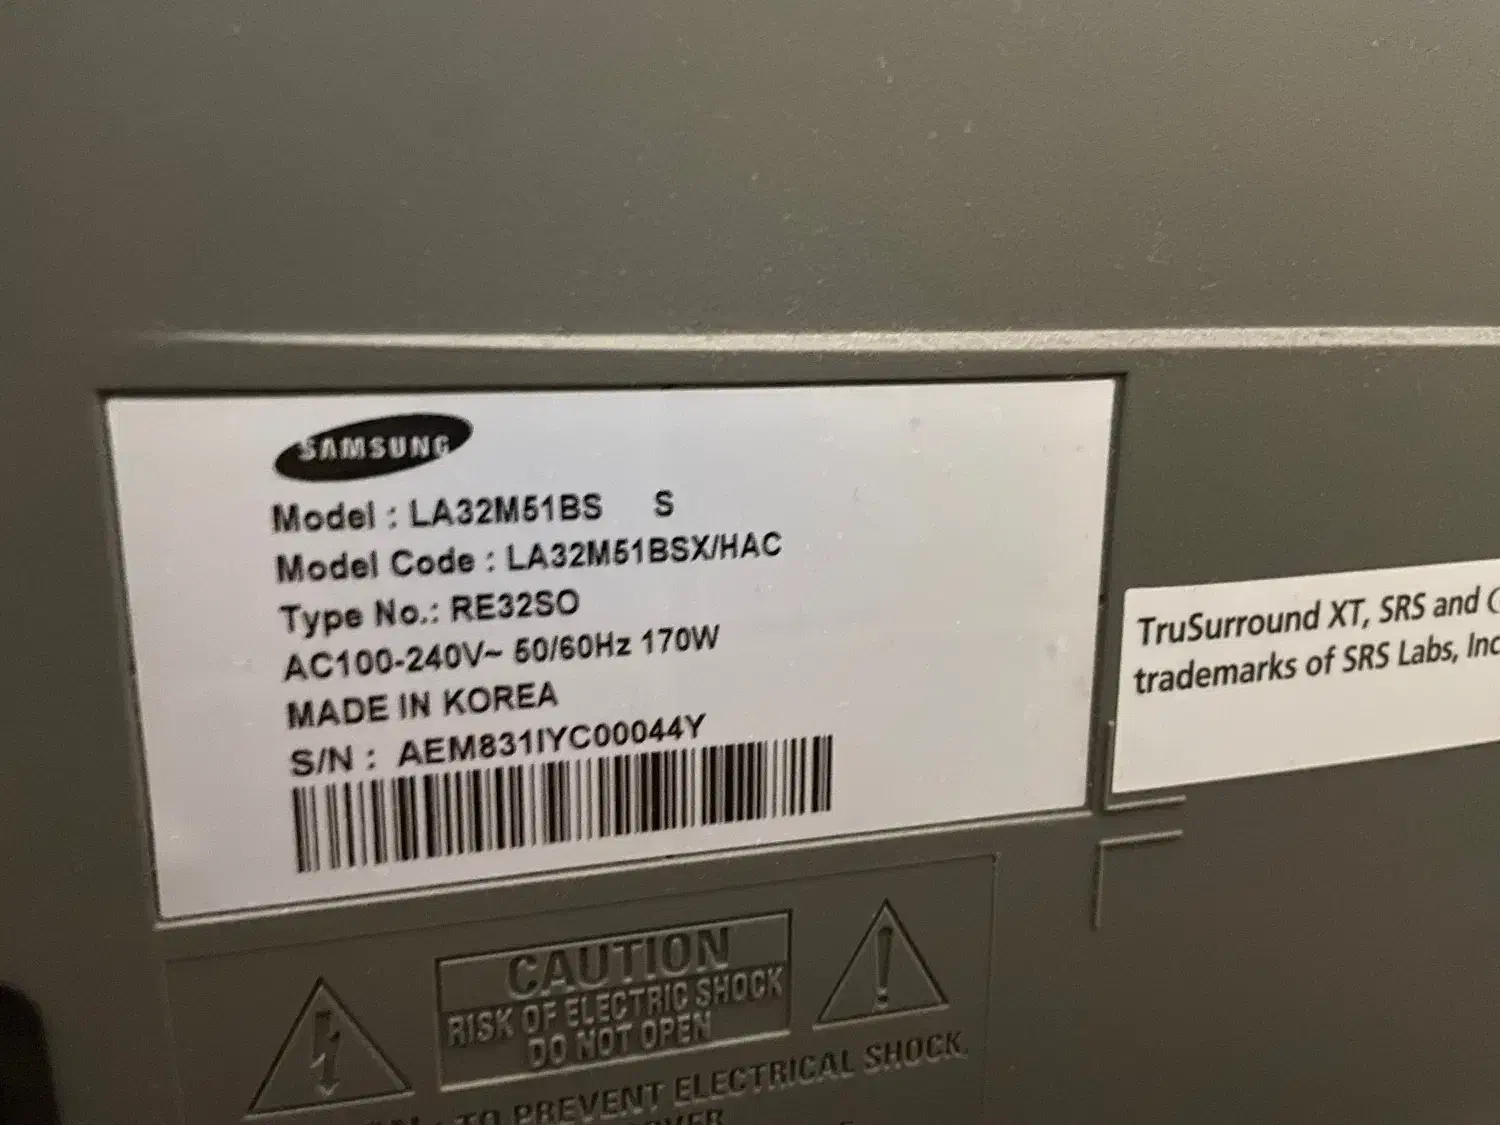 SAMSUNG
Model : LA32M51BS S
Model Code : LA32M51BSX/HAC
Type No.: RE32SO
AC100-240V~ 50/60Hz 170W
MADE IN KOREA
S/N : AEM831IYC00044Y
TruSurround XT, SRS and
trademarks of SRS Labs, Inc
CAUTION
RISK OF ELECTRIC SHOCK
DO NOT OPEN
TO PREVENT ELECTRICAL SHOCK,